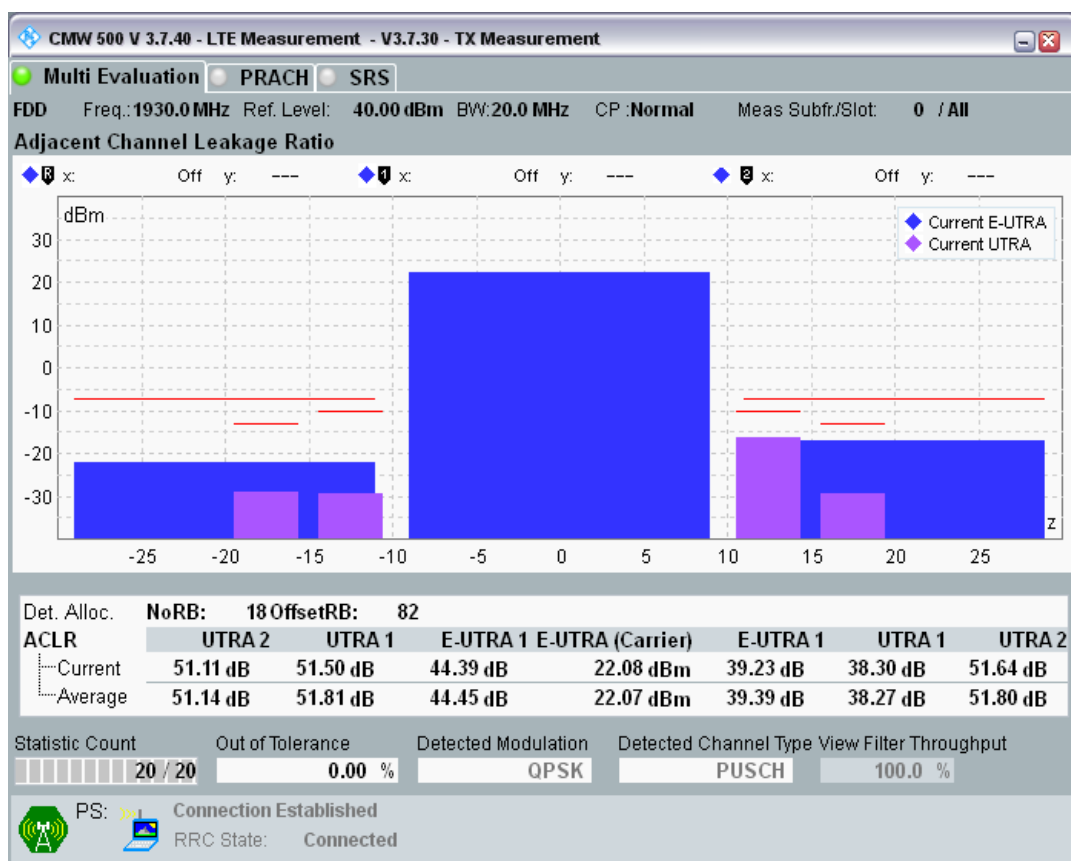 CMW 500 V 3.7.40 - LTE Measurement - V3.7.30 - TX Measurement
Multi Evaluation PRACH SRS
FDD Freq.: 1930.0 MHz Ref. Level: 40.00 dBm BW: 20.0 MHz CP : Normal Meas Subfr./Slot: 0 / All
Adjacent Channel Leakage Ratio
R x: Off y: --- 1 x: Off y: --- 2 x: Off y: ---
dBm
Current E-UTRA
Current UTRA
30
20
10
0
-10
-20
-30
z
-25 -20 -15 -10 -5 0 5 10 15 20 25
Det. Alloc. NoRB: 18 OffsetRB: 82
ACLR UTRA 2 UTRA 1 E-UTRA 1 E-UTRA (Carrier) E-UTRA 1 UTRA 1 UTRA 2
Current 51.11 dB 51.50 dB 44.39 dB 22.08 dBm 39.23 dB 38.30 dB 51.64 dB
Average 51.14 dB 51.81 dB 44.45 dB 22.07 dBm 39.39 dB 38.27 dB 51.80 dB
Statistic Count Out of Tolerance Detected Modulation Detected Channel Type View Filter Throughput
20 / 20 0.00 % QPSK PUSCH 100.0 %
PS: Connection Established
RRC State: Connected